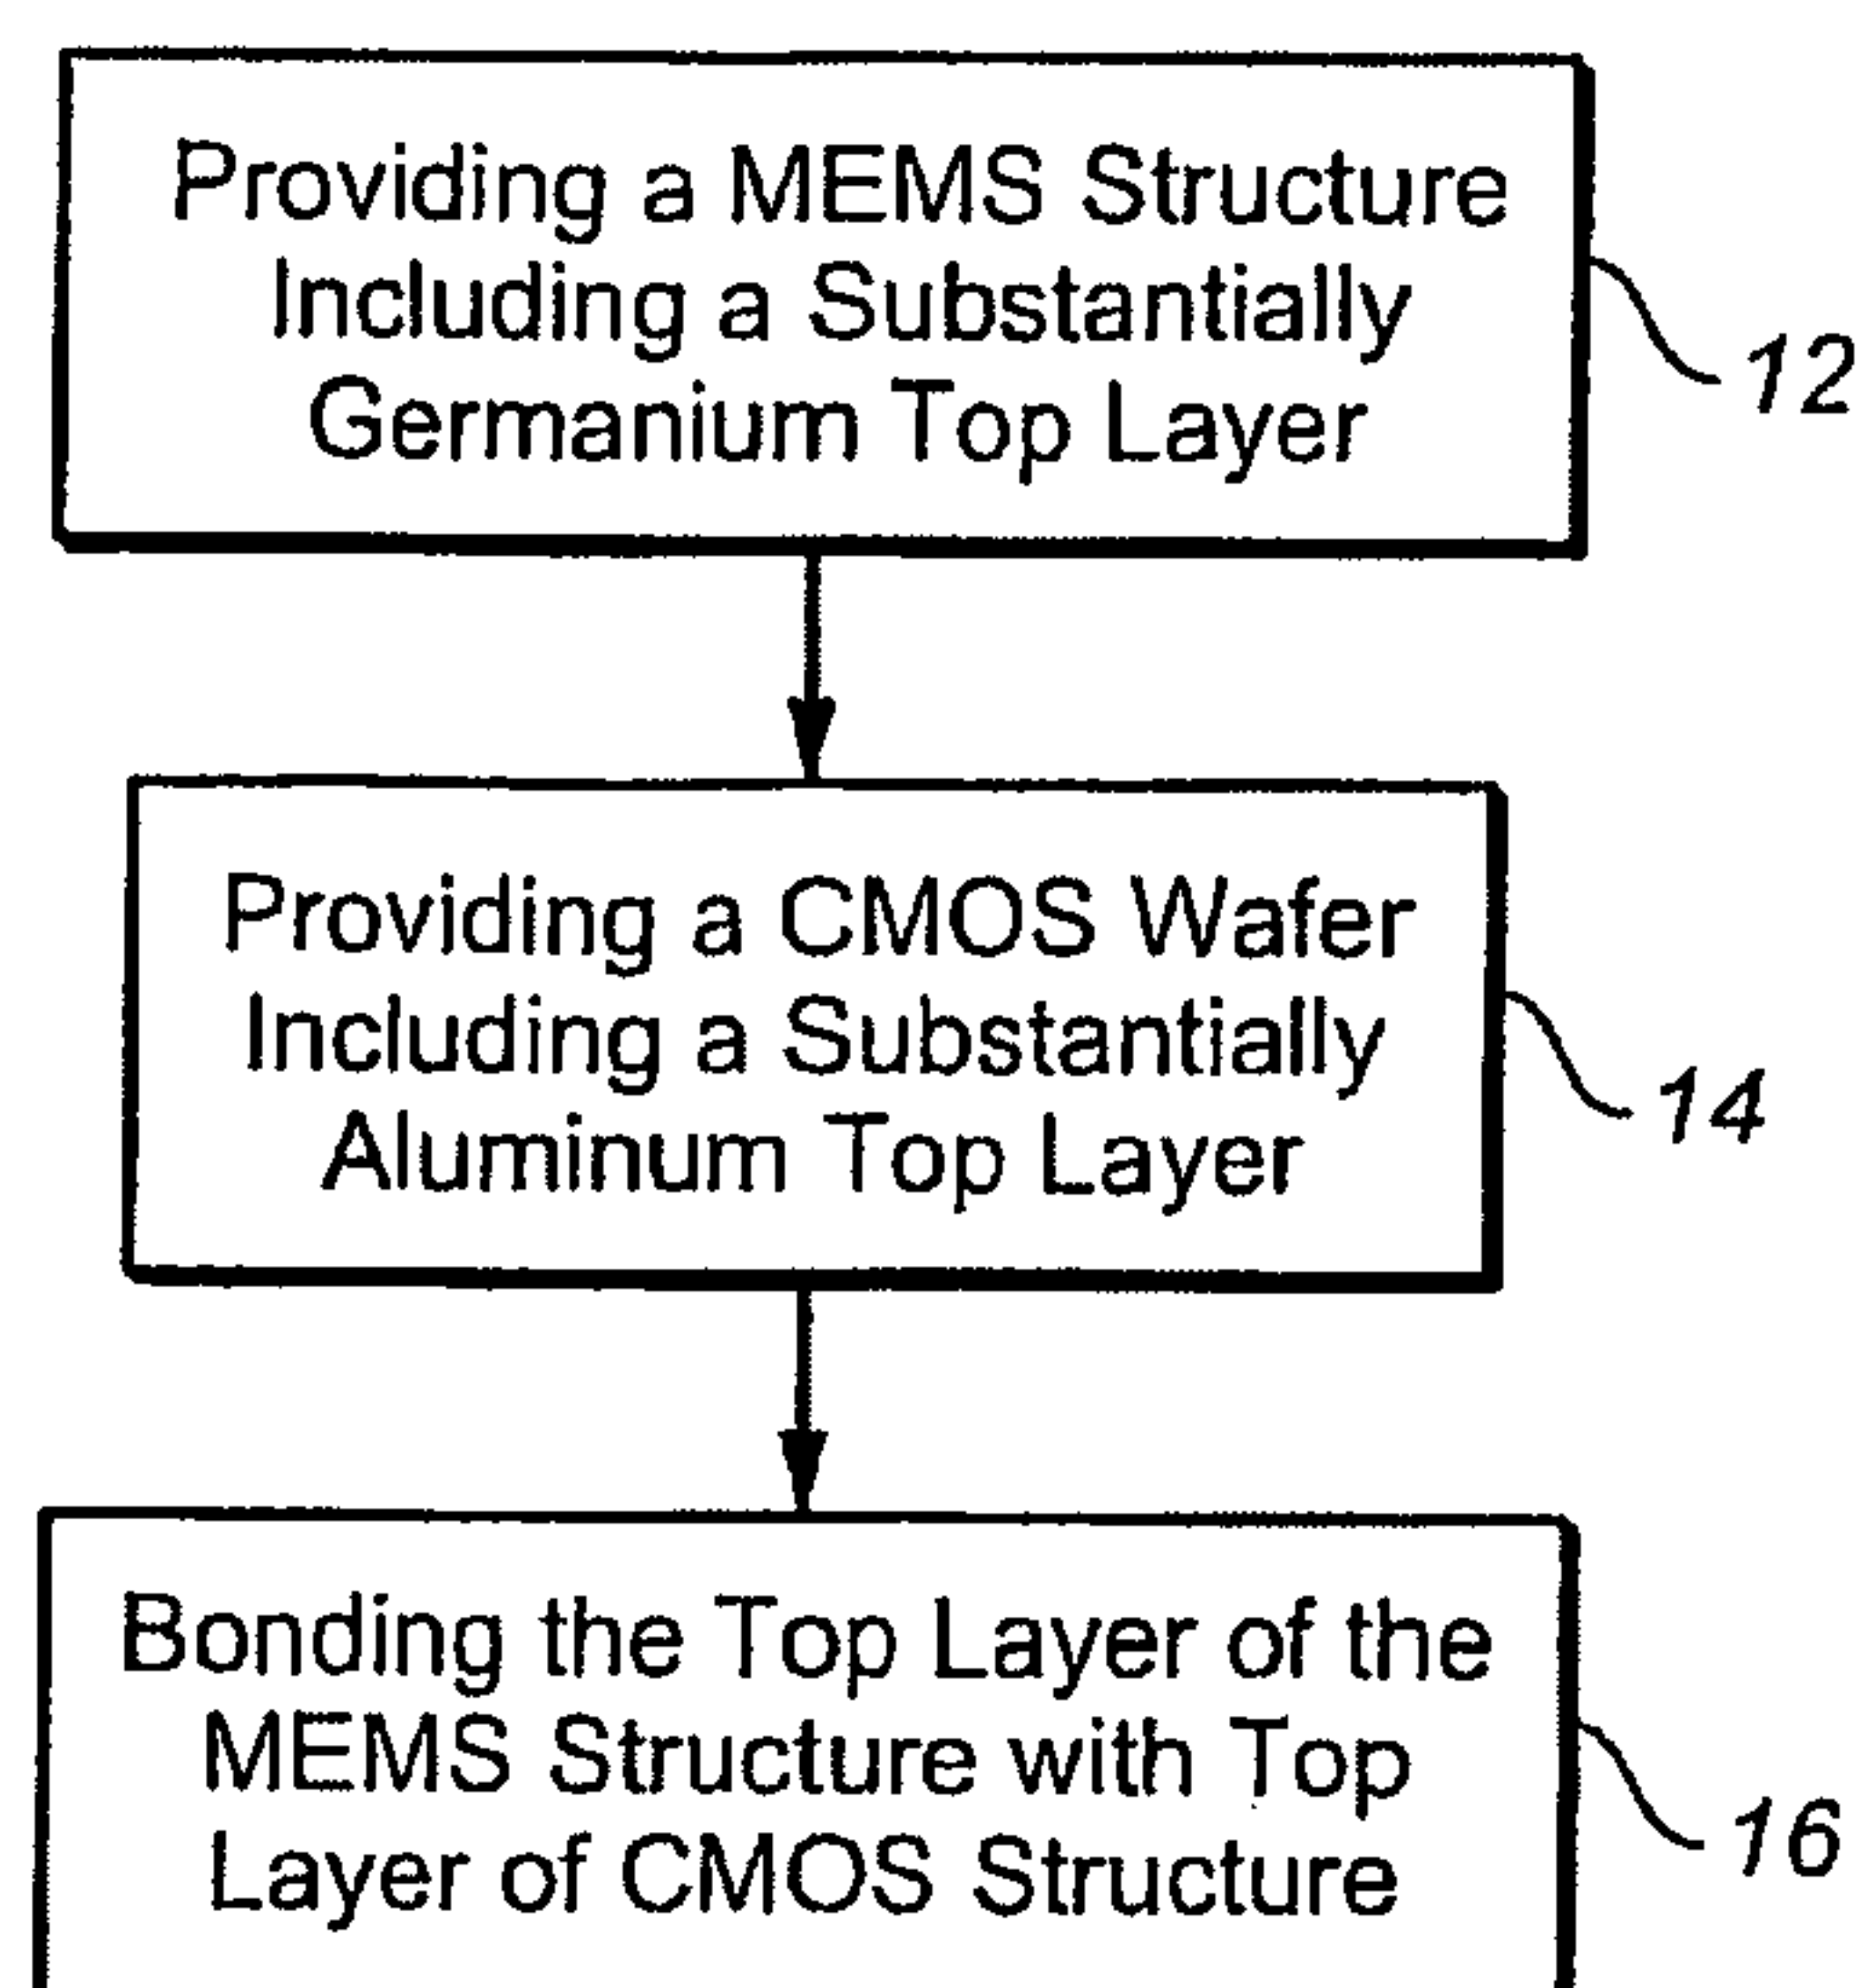 Providing a MEMS Structure
Including a Substantially
Germanium Top Layer
12
Providing a CMOS Wafer
Including a Substantially
Aluminum Top Layer
14
Bonding the Top Layer of the
MEMS Structure with Top
Layer of CMOS Structure
16